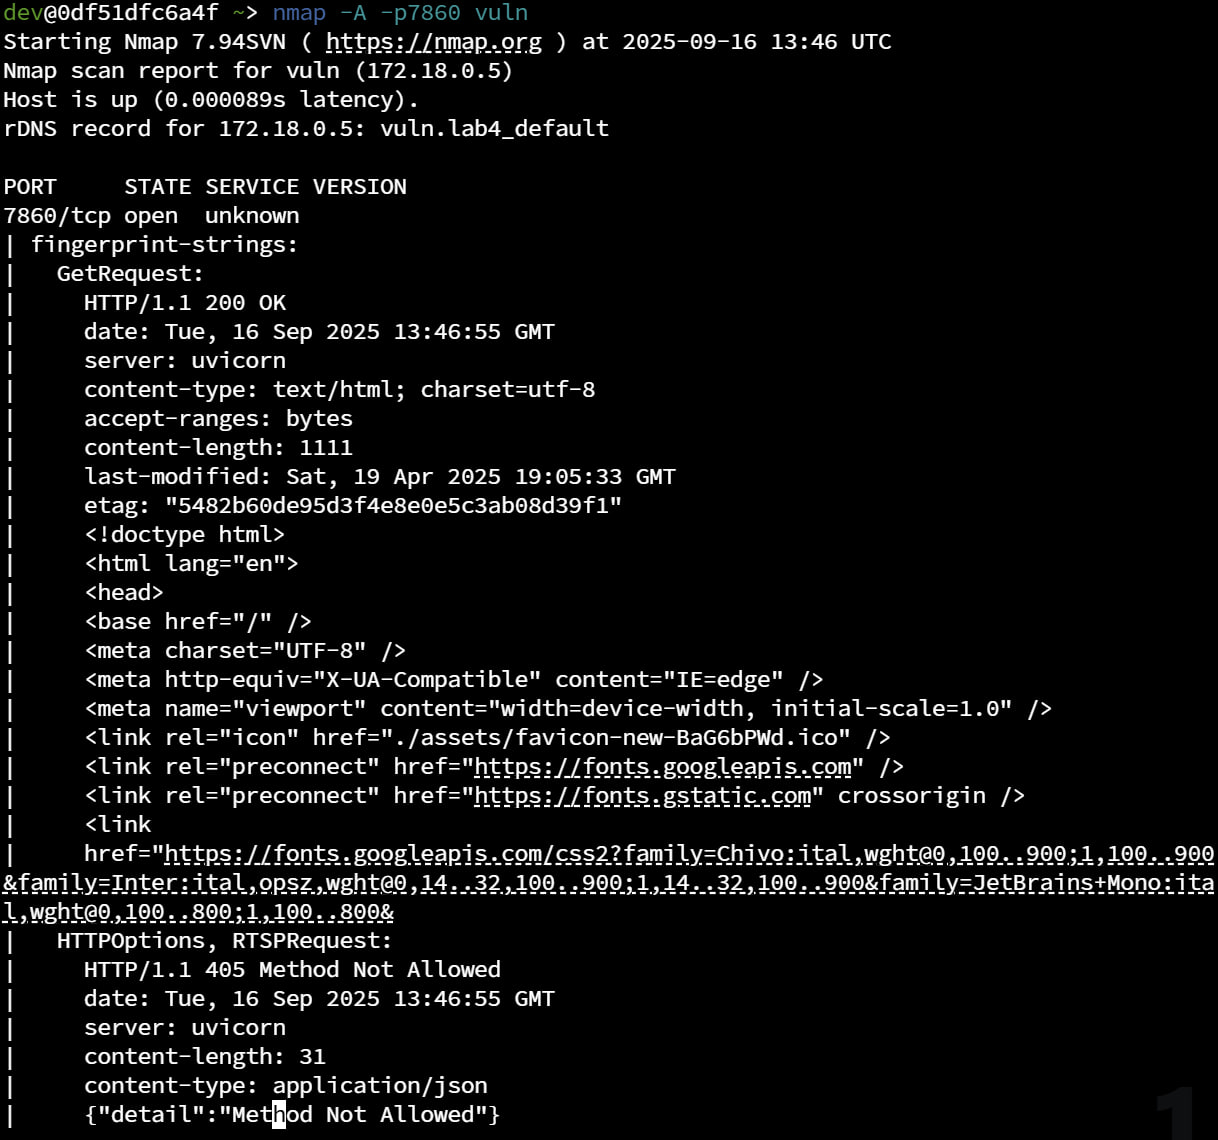 dev@0df51dfc6a4f ~> nmap -A -p7860 vuln
Starting Nmap 7.94SVN ( https://nmap.org ) at 2025-09-16 13:46 UTC
Nmap scan report for vuln (172.18.0.5)
Host is up (0.000089s latency).
rDNS record for 172.18.0.5: vuln.lab4_default

PORT     STATE SERVICE VERSION
7860/tcp open  unknown
| fingerprint-strings:
|   GetRequest:
|     HTTP/1.1 200 OK
|     date: Tue, 16 Sep 2025 13:46:55 GMT
|     server: uvicorn
|     content-type: text/html; charset=utf-8
|     accept-ranges: bytes
|     content-length: 1111
|     last-modified: Sat, 19 Apr 2025 19:05:33 GMT
|     etag: "5482b60de95d3f4e8e0e5c3ab08d39f1"
|     <!doctype html>
|     <html lang="en">
|     <head>
|     <base href="/" />
|     <meta charset="UTF-8" />
|     <meta http-equiv="X-UA-Compatible" content="IE=edge" />
|     <meta name="viewport" content="width=device-width, initial-scale=1.0" />
|     <link rel="icon" href="./assets/favicon-new-BaG6bPWd.ico" />
|     <link rel="preconnect" href="https://fonts.googleapis.com" />
|     <link rel="preconnect" href="https://fonts.gstatic.com" crossorigin />
|     <link
|     href="https://fonts.googleapis.com/css2?family=Chivo:ital,wght@0,100..900;1,100..900
&family=Inter:ital,opsz,wght@0,14..32,100..900;1,14..32,100..900&family=JetBrains+Mono:ita
l,wght@0,100..800;1,100..800&
|   HTTPOptions, RTSPRequest:
|     HTTP/1.1 405 Method Not Allowed
|     date: Tue, 16 Sep 2025 13:46:55 GMT
|     server: uvicorn
|     content-length: 31
|     content-type: application/json
|     {"detail":"Method Not Allowed"}
1